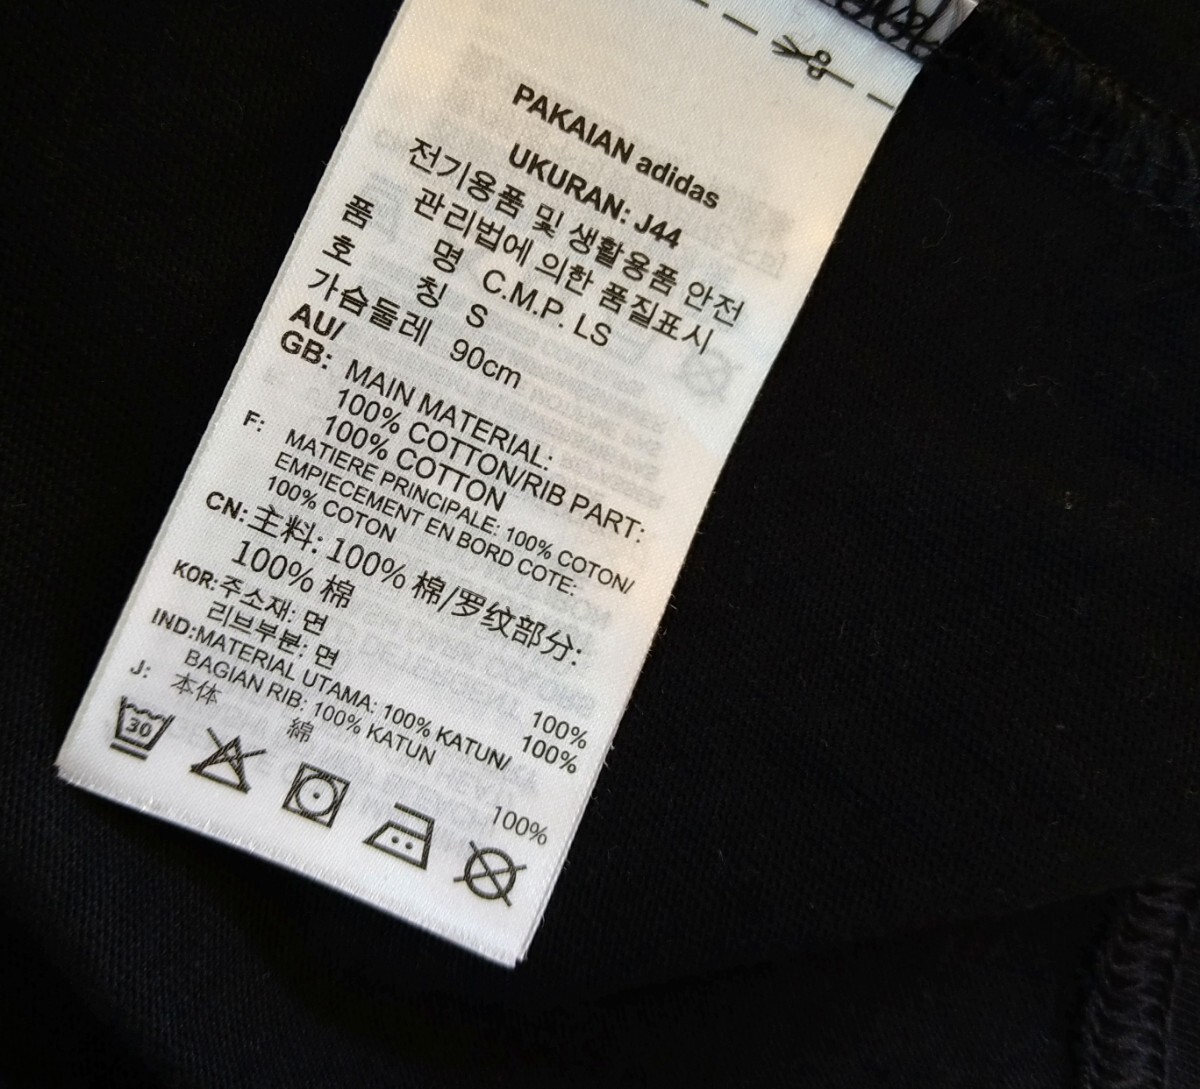 PAKAIAN adidas
UKURAN: J44
전기용품 및 생활용품 안전
관리법에 의한 품질표시
품 명 C.M.P. LS
호 칭 S
가슴둘레 90cm
AU/
GB: MAIN MATERIAL:
100% COTTON/RIB PART:
100% COTTON
F: MATIERE PRINCIPALE: 100% COTON/
EMPIECEMENT EN BORD COTE:
100% COTON
CN: 主料: 100% 棉/罗纹部分:
100% 棉
KOR: 주소재: 면 100%
리브부분: 면 100%
IND: MATERIAL UTAMA: 100% KATUN/
BAGIAN RIB: 100% KATUN
J: 本体 綿 100%
30